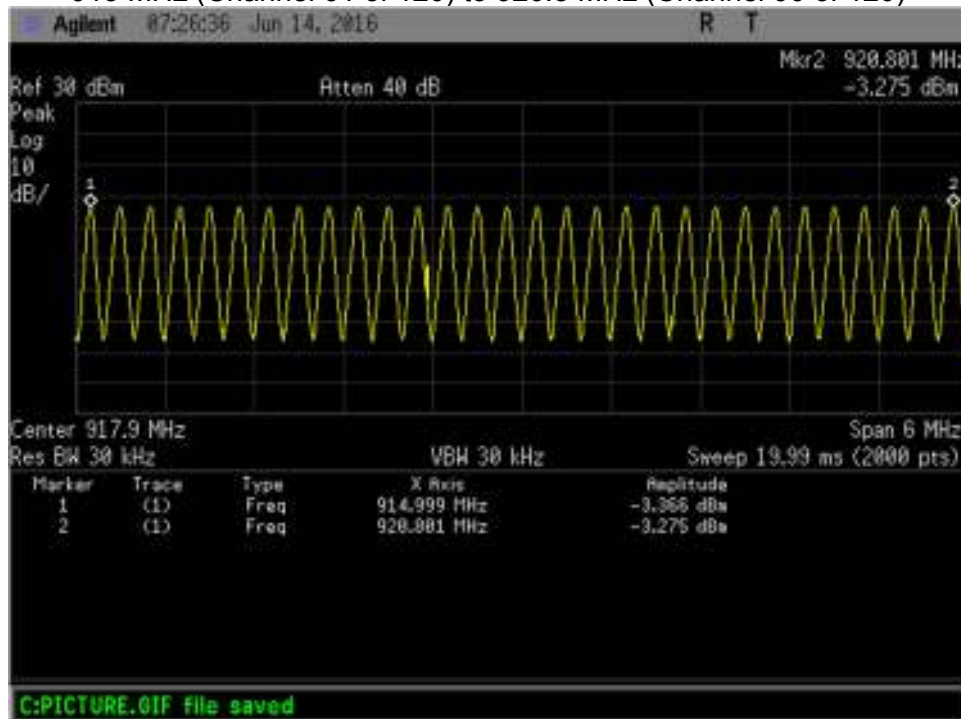 Agilent 07:26:36 Jun 14, 2016 R T
Mkr2 920.801 MHz
Ref 30 dBm Atten 40 dB -3.275 dBm
Peak
Log
10
dB/
1 2
Center 917.9 MHz Span 6 MHz
Res BW 30 kHz VBW 30 kHz Sweep 19.99 ms (2000 pts)
Marker Trace Type X Axis Amplitude
1 (1) Freq 914.999 MHz -3.366 dBm
2 (1) Freq 920.801 MHz -3.275 dBm
C:PICTURE.GIF file saved